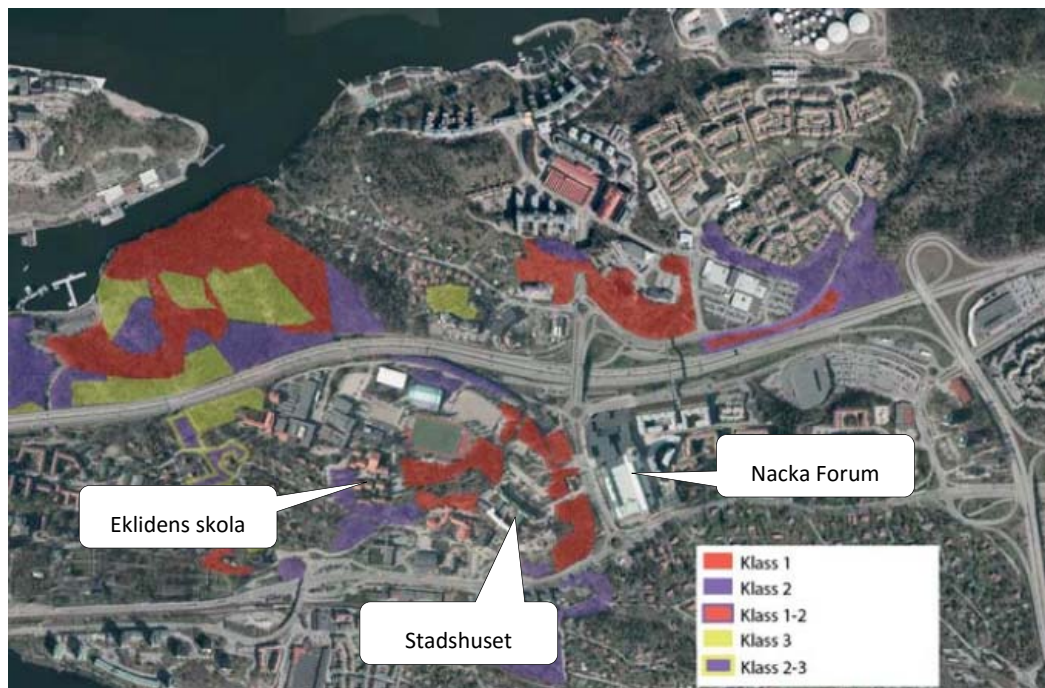 Nacka Forum
Eklidens skola
Stadshuset
Klass 1
Klass 2
Klass 1-2
Klass 3
Klass 2-3